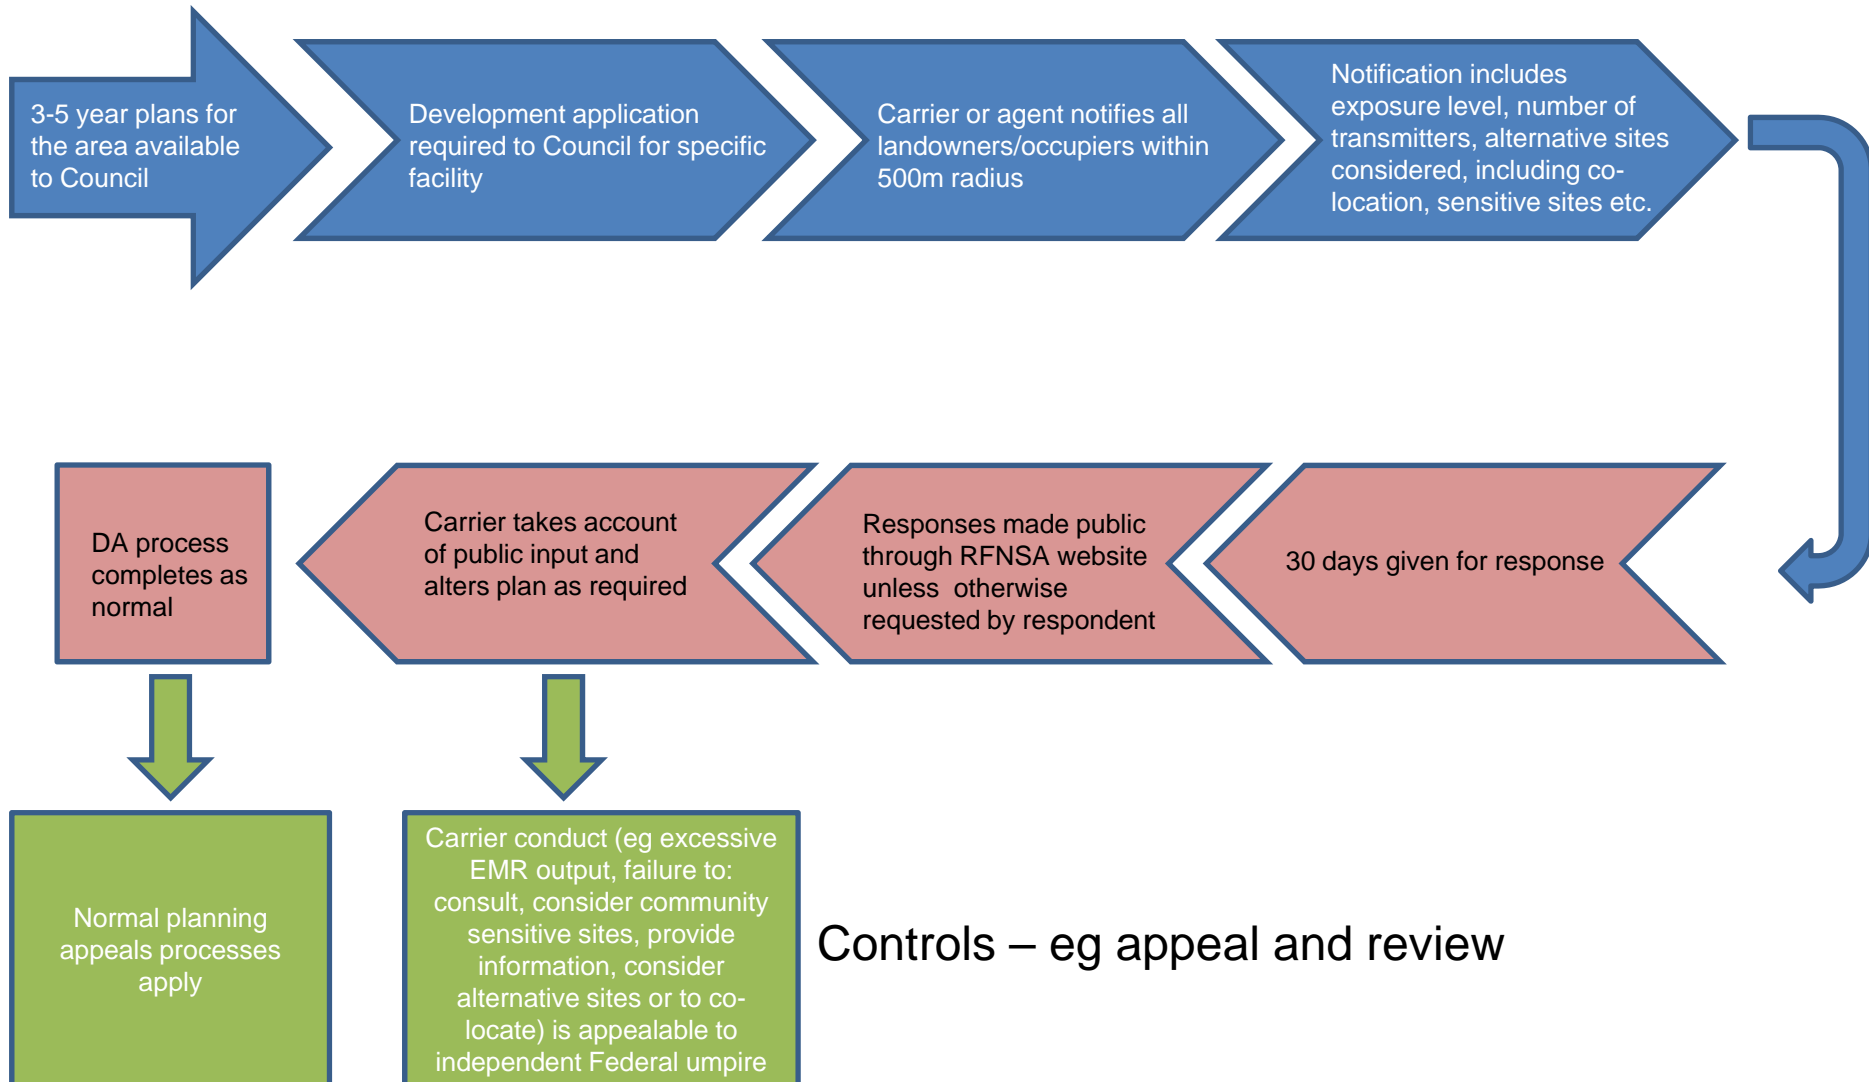 3-5 year plans for
the area available
to Council
Development application
required to Council for specific
facility
Carrier or agent notifies all
landowners/occupiers within
500m radius
Notification includes
exposure level, number of
transmitters, alternative sites
considered, including co-
location, sensitive sites etc.
30 days given for response
Responses made public
through RFNSA website
unless otherwise
requested by respondent
Carrier takes account
of public input and
alters plan as required
DA process
completes as
normal
Normal planning
appeals processes
apply
Carrier conduct (eg excessive
EMR output, failure to:
consult, consider community
sensitive sites, provide
information, consider
alternative sites or to co-
locate) is appealable to
independent Federal umpire
Controls – eg appeal and review